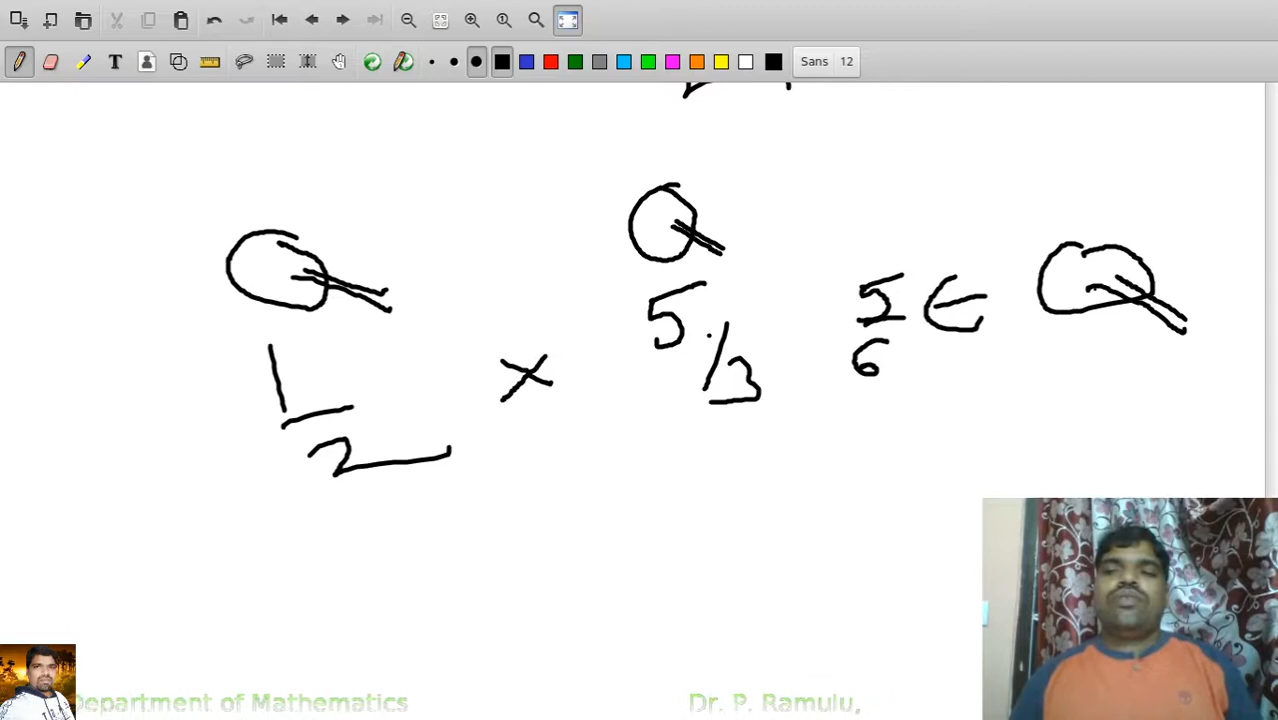 Sans 12
Q Q
1/2 × 5/3 5/6 ∈ Q
Department of Mathematics Dr. P. Ramulu,